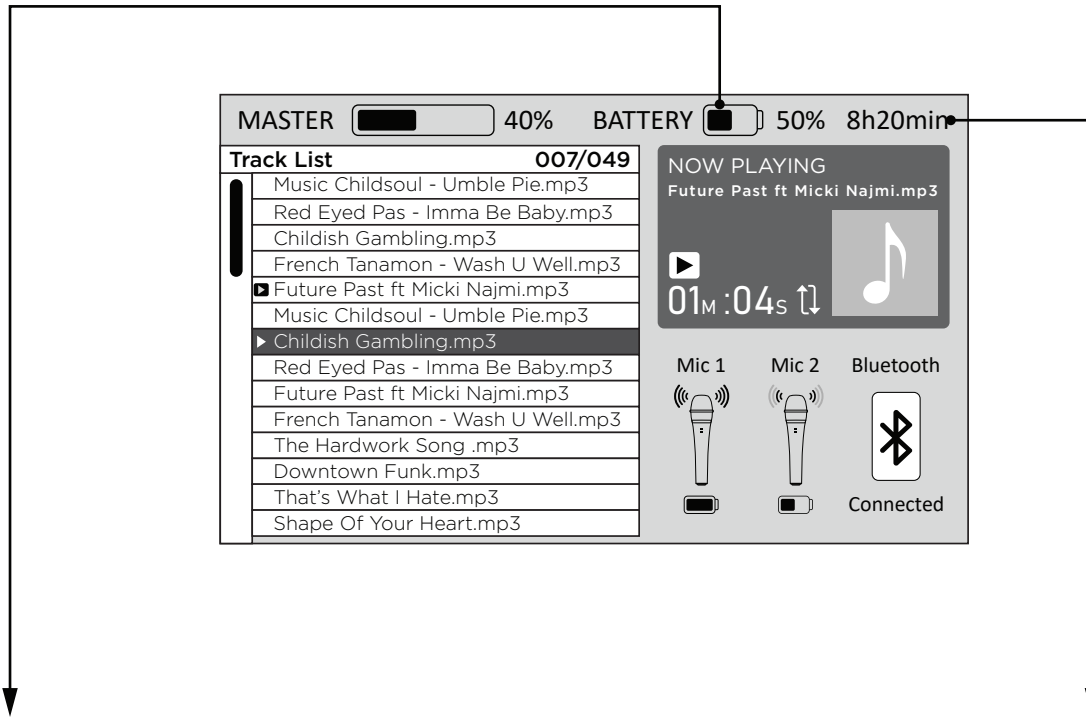 MASTER 40% BATTERY 50% 8h20min
Track List 007/049
Music Childsoul - Umble Pie.mp3
Red Eyed Pas - Imma Be Baby.mp3
Childish Gambling.mp3
French Tanamon - Wash U Well.mp3
Future Past ft Micki Najmi.mp3
Music Childsoul - Umble Pie.mp3
Childish Gambling.mp3
Red Eyed Pas - Imma Be Baby.mp3
Future Past ft Micki Najmi.mp3
French Tanamon - Wash U Well.mp3
The Hardwork Song .mp3
Downtown Funk.mp3
That’s What I Hate.mp3
Shape Of Your Heart.mp3
NOW PLAYING
Future Past ft Micki Najmi.mp3
01M :04s
Mic 1 Mic 2 Bluetooth
Connected